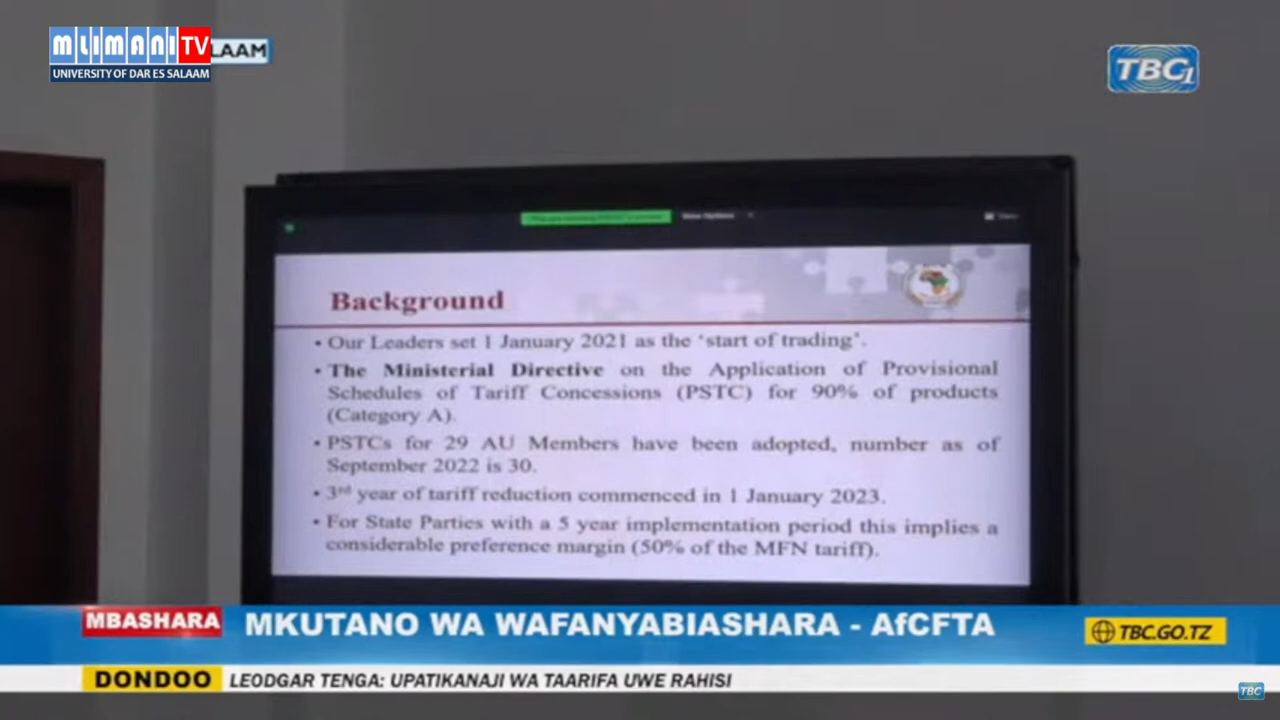 MLIMANI TV
UNIVERSITY OF DAR ES SALAAM
LAAM
TBC1
Background
• Our Leaders set 1 January 2021 as the 'start of trading'.
• The Ministerial Directive on the Application of Provisional
Schedules of Tariff Concessions (PSTC) for 90% of products
(Category A).
• PSTCs for 29 AU Members have been adopted, number as of
September 2022 is 30.
• 3rd year of tariff reduction commenced in 1 January 2023.
• For State Parties with a 5 year implementation period this implies a
considerable preference margin (50% of the MFN tariff).
MBASHARA
MKUTANO WA WAFANYABIASHARA - AfCFTA
TBC.GO.TZ
DONDOO
LEODGAR TENGA: UPATIKANAJI WA TAARIFA UWE RAHISI
TBC